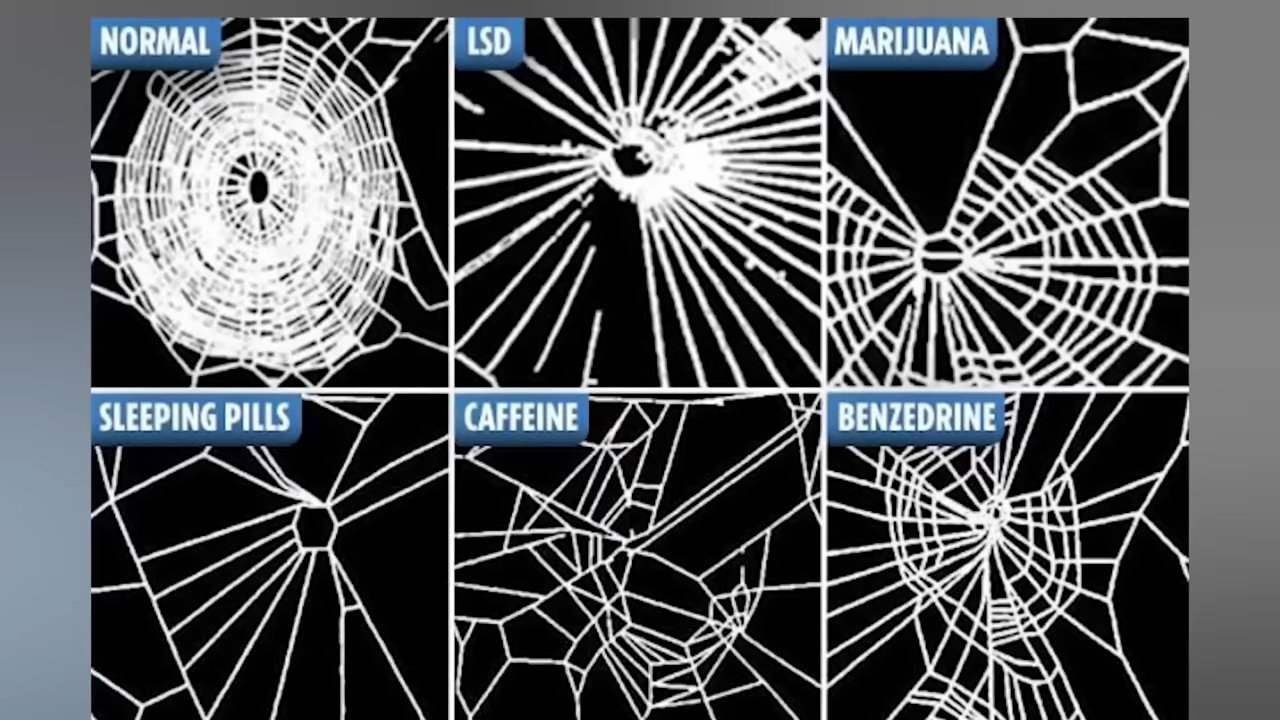 NORMAL
LSD
MARIJUANA
SLEEPING PILLS
CAFFEINE
BENZEDRINE